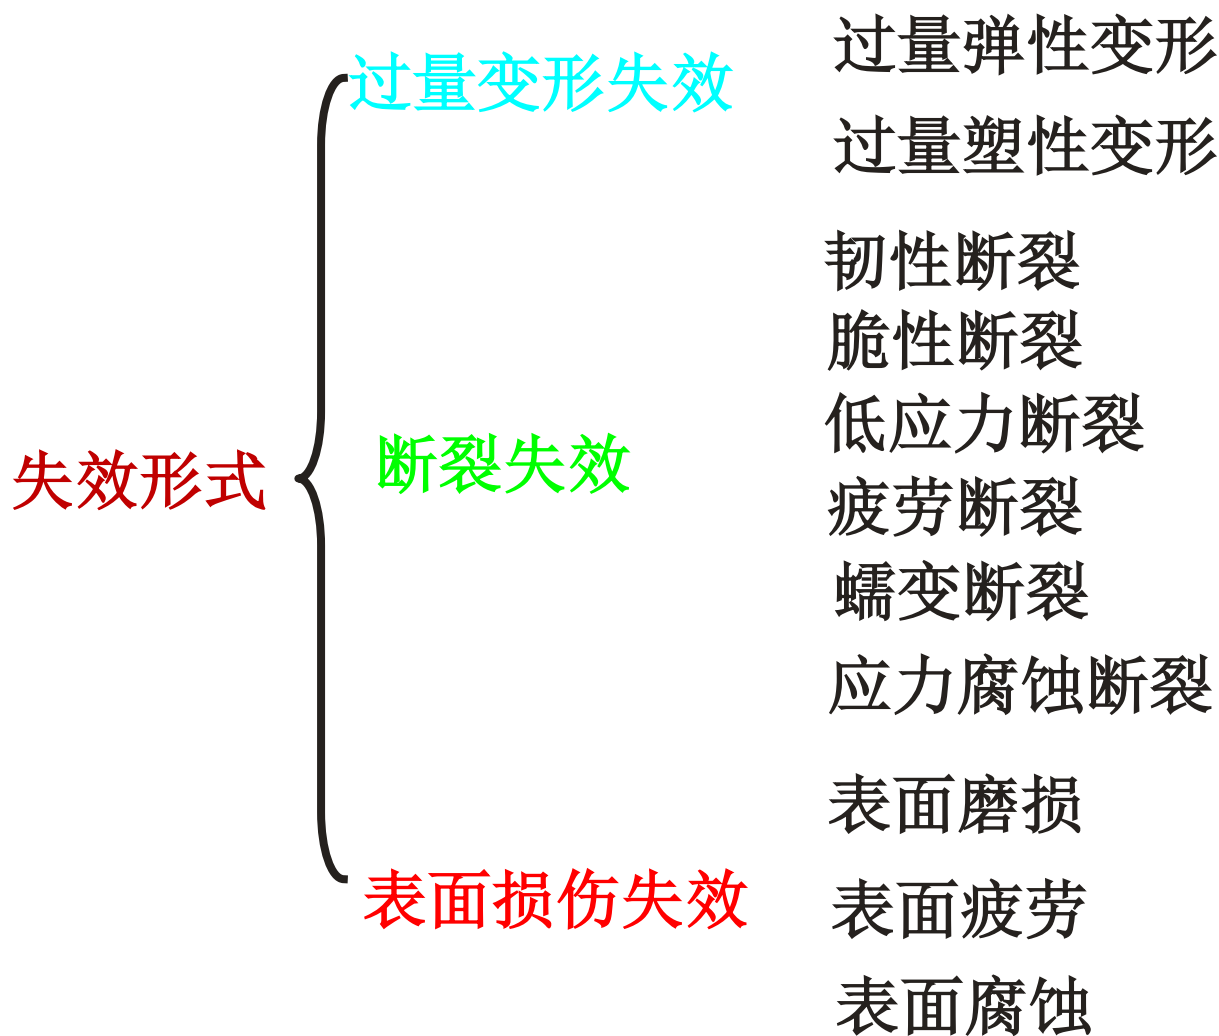 失效形式
过量变形失效
过量弹性变形
过量塑性变形
断裂失效
韧性断裂
脆性断裂
低应力断裂
疲劳断裂
蠕变断裂
应力腐蚀断裂
表面损伤失效
表面磨损
表面疲劳
表面腐蚀